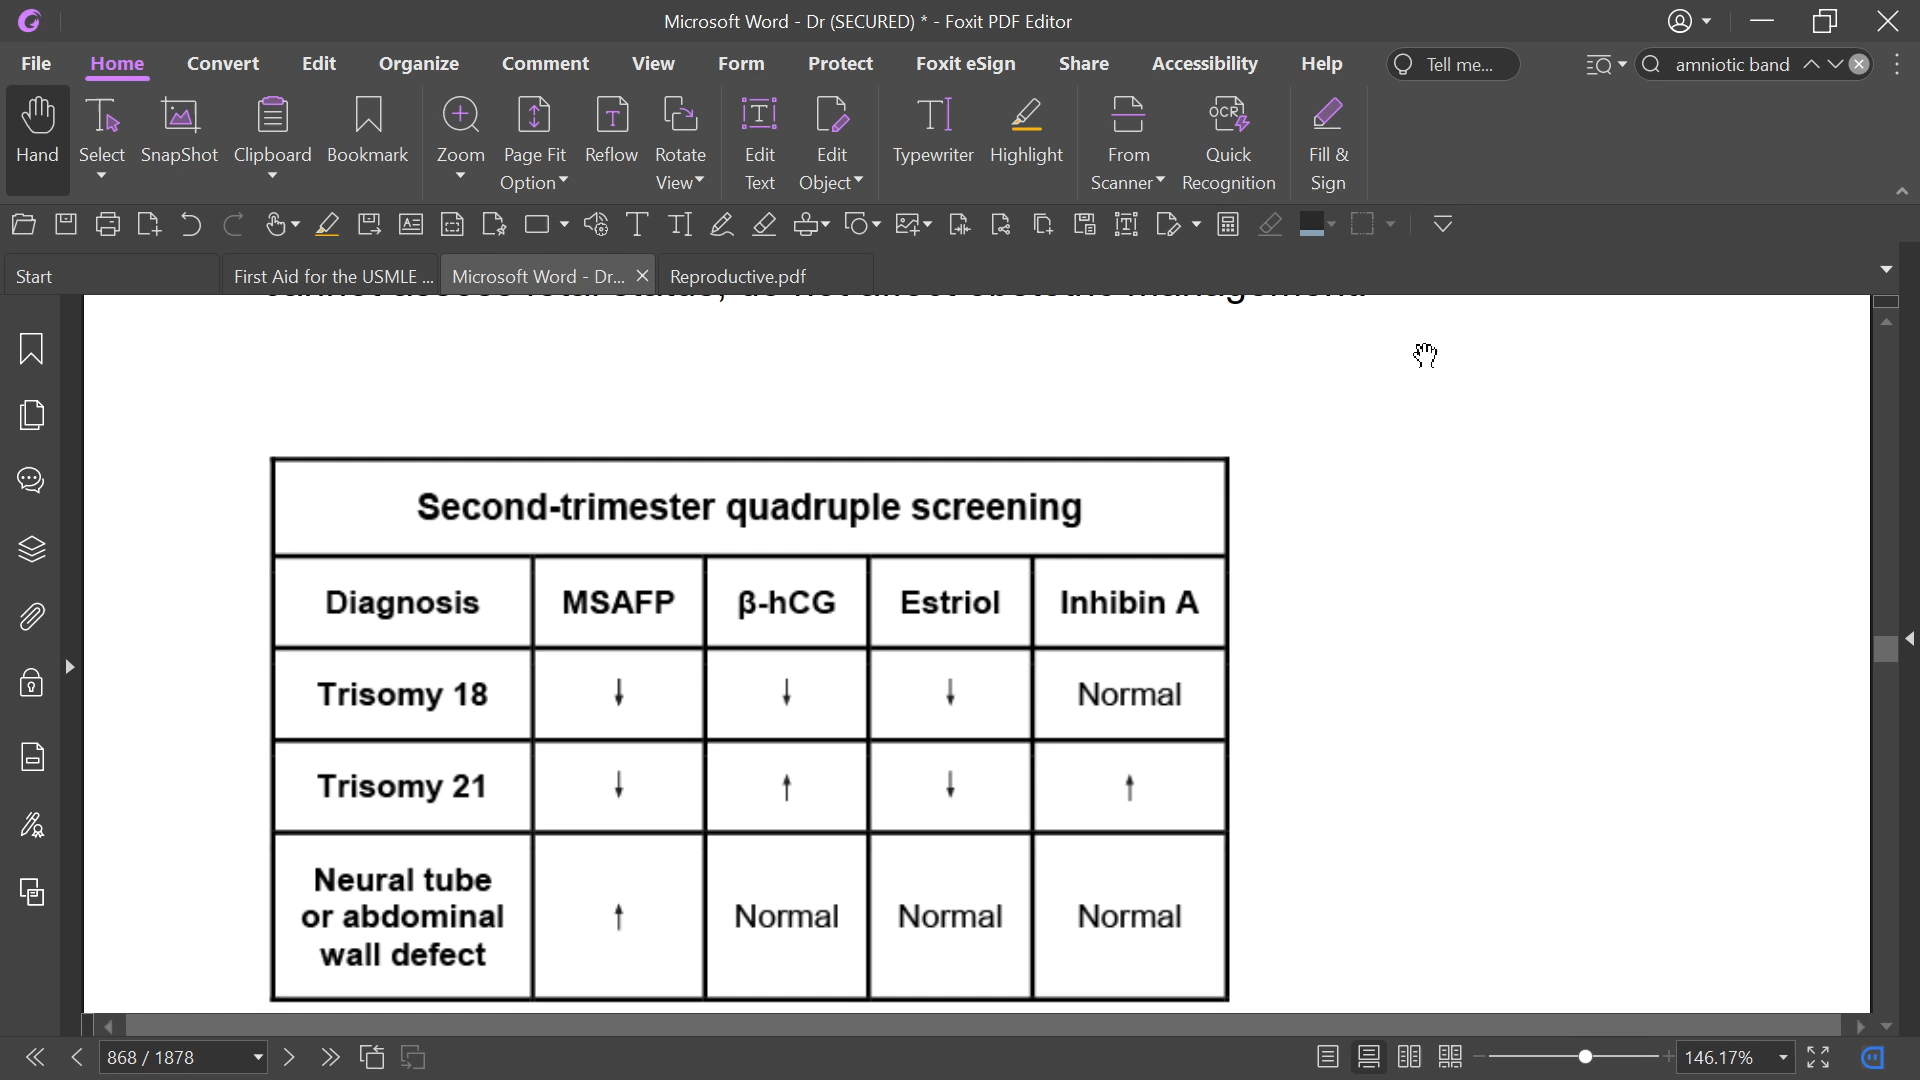 Microsoft Word - Dr (SECURED) * - Foxit PDF Editor
File Home Convert Edit Organize Comment View Form Protect Foxit eSign Share Accessibility Help Tell me... amniotic band
Hand Select SnapShot Clipboard Bookmark Zoom Page Fit Option Reflow Rotate View Edit Text Edit Object Typewriter Highlight From Scanner OCR Quick Recognition Fill & Sign
Start First Aid for the USMLE ... Microsoft Word - Dr... Reproductive.pdf
Second-trimester quadruple screening
Diagnosis MSAFP β-hCG Estriol Inhibin A
Trisomy 18 ↓ ↓ ↓ Normal
Trisomy 21 ↓ ↑ ↓ ↑
Neural tube
or abdominal ↑ Normal Normal Normal
wall defect
868 / 1878 146.17%